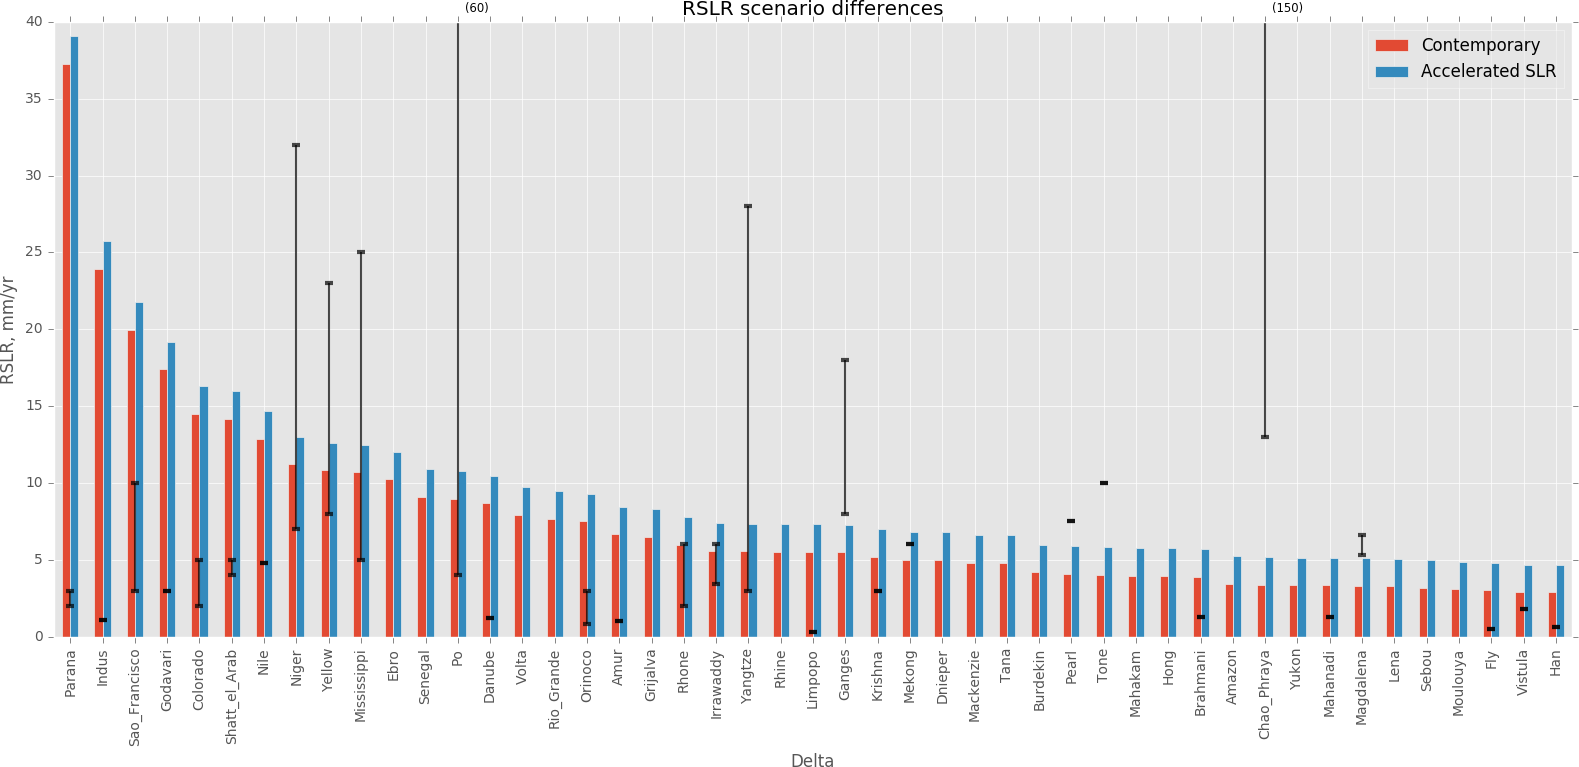 (60)
RSLR scenario differences
(150)
Contemporary
Accelerated SLR
RSLR, mm/yr
40
35
30
25
20
15
10
5
0
Parana
Indus
Sao_Francisco
Godavari
Colorado
Shatt_el_Arab
Nile
Niger
Yellow
Mississippi
Ebro
Senegal
Po
Danube
Volta
Rio_Grande
Orinoco
Amur
Grijalva
Rhone
Irrawaddy
Yangtze
Rhine
Limpopo
Ganges
Krishna
Mekong
Dnieper
Mackenzie
Tana
Burdekin
Pearl
Tone
Mahakam
Hong
Brahmani
Amazon
Chao_Phraya
Yukon
Mahanadi
Magdalena
Lena
Sebou
Moulouya
Fly
Vistula
Han
Delta